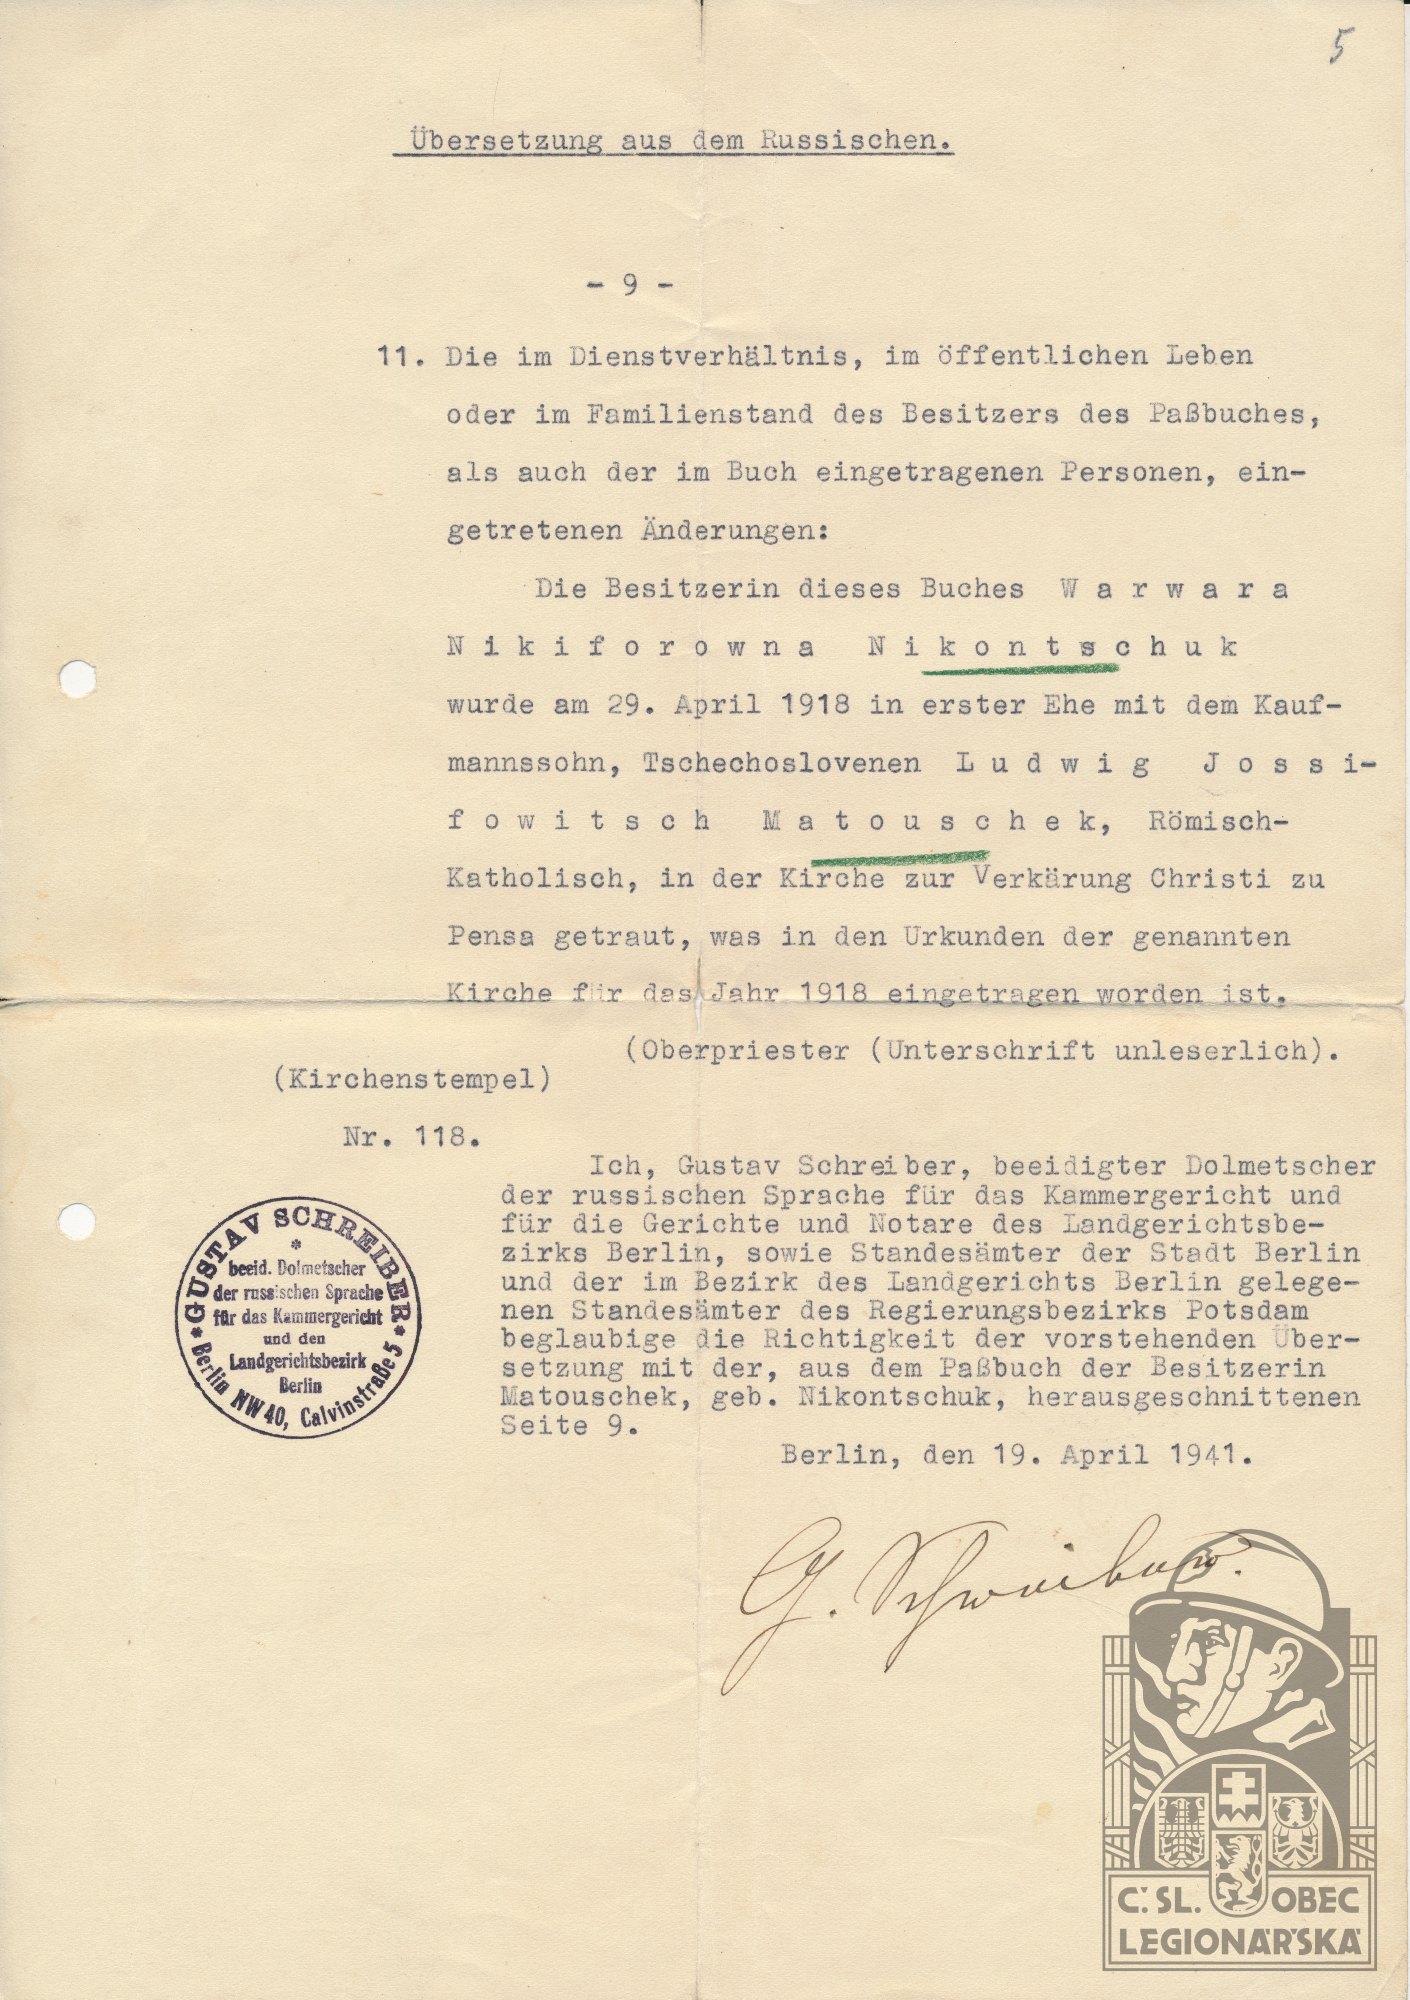 5
Übersetzung aus dem Russischen.
- 9 -
11. Die im Dienstverhältnis, im öffentlichen Leben
oder im Familienstand des Besitzers des Paßbuches,
als auch der im Buch eingetragenen Personen, ein-
getretenen Änderungen:
Die Besitzerin dieses Buches W a r w a r a
N i k i f o r o w n a N i k o n t s c h u k
wurde am 29. April 1918 in erster Ehe mit dem Kauf-
mannssohn, Tschechoslovenen L u d w i g J o s s i-
f o w i t s c h M a t o u s c h e k, Römisch-
Katholisch, in der Kirche zur Verkärung Christi zu
Pensa getraut, was in den Urkunden der genannten
Kirche für das Jahr 1918 eingetragen worden ist.
(Oberpriester (Unterschrift unleserlich).
(Kirchenstempel)
Nr. 118.
Ich, Gustav Schreiber, beeidigter Dolmetscher
der russischen Sprache für das Kammergericht und
für die Gerichte und Notare des Landgerichtsbe-
zirks Berlin, sowie Standesämter der Stadt Berlin
und der im Bezirk des Landgerichts Berlin gelege-
nen Standesämter des Regierungsbezirks Potsdam
beglaubige die Richtigkeit der vorstehenden Über-
setzung mit der, aus dem Paßbuch der Besitzerin
Matouschek, geb. Nikontschuk, herausgeschnittenen
Seite 9.
Berlin, den 19. April 1941.
GUSTAV SCHREIBER
beeid. Dolmetscher
der russischen Sprache
für das Kammergericht
und den
Landgerichtsbezirk
Berlin
Berlin NW 40, Calvinstraße 5
G. Schreiber.
Č. SL. OBEC
LEGIONÁŘSKÁ